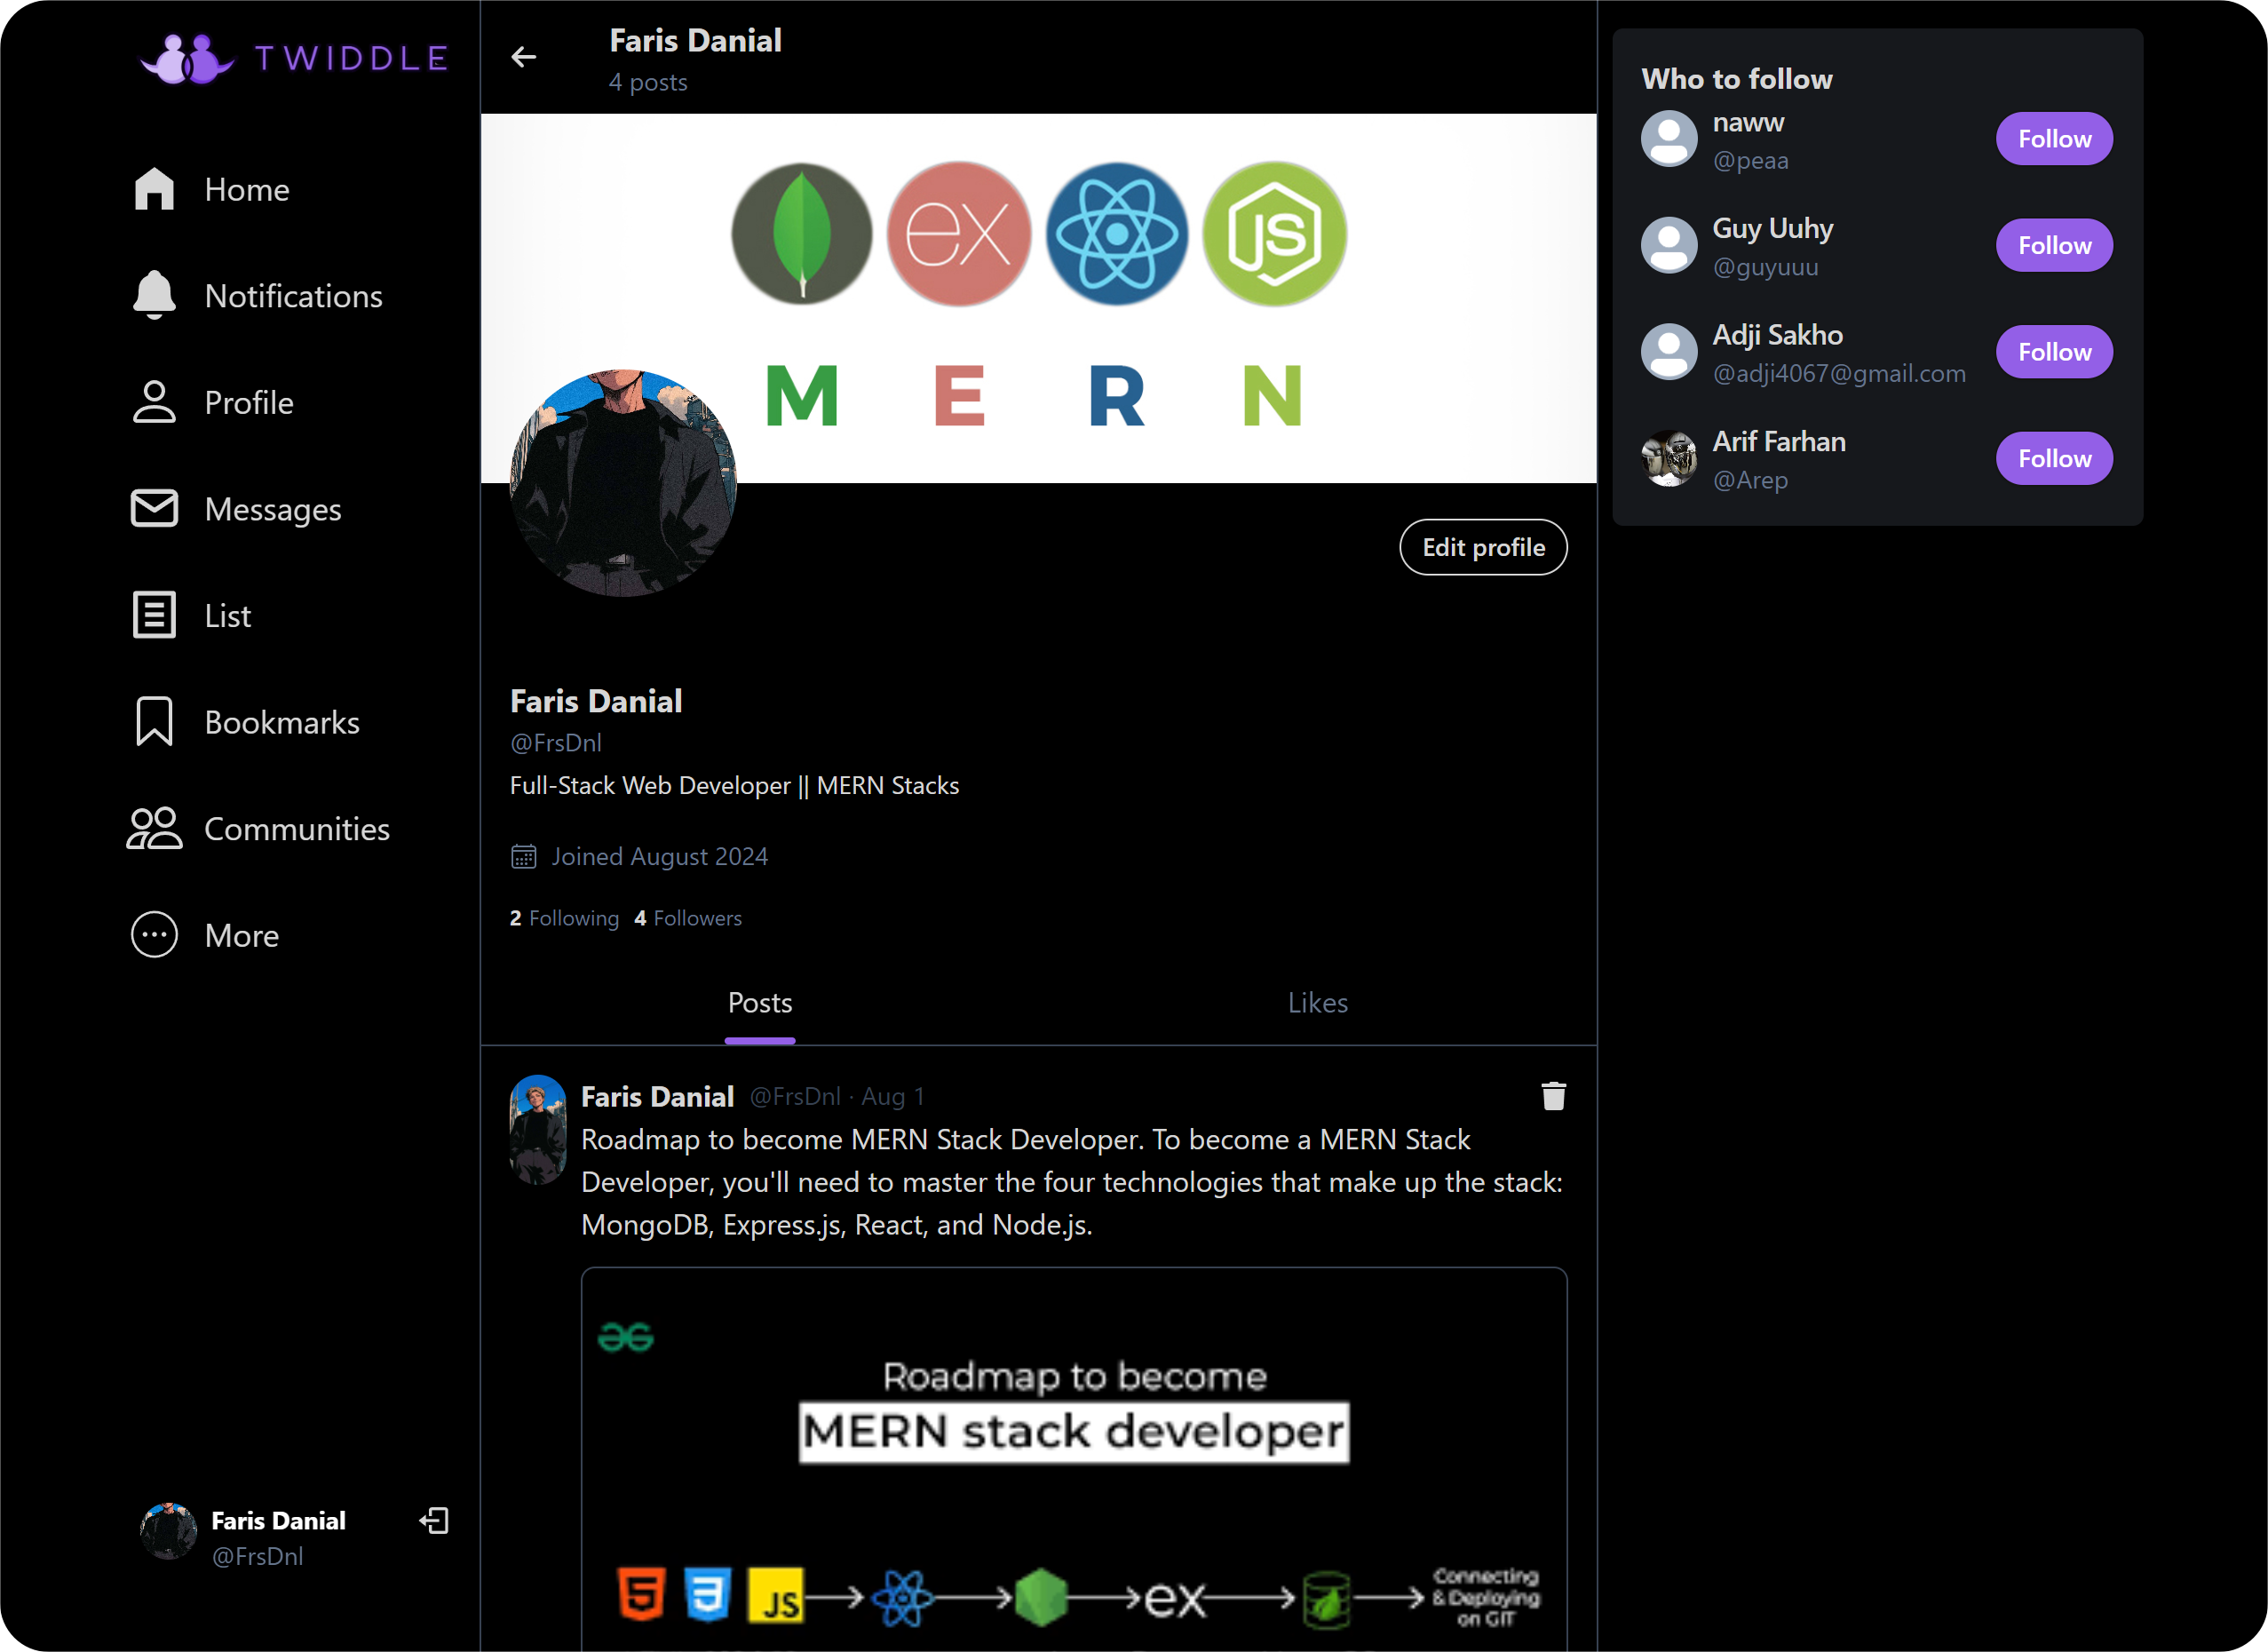 TWIDDLE
Home
Notifications
Profile
Messages
List
Bookmarks
Communities
More
Faris Danial
@FrsDnl
Faris Danial
4 posts
ex
JS
M E R N
Edit profile
Faris Danial
@FrsDnl
Full-Stack Web Developer || MERN Stacks
Joined August 2024
2 Following 4 Followers
Posts
Likes
Faris Danial @FrsDnl · Aug 1
Roadmap to become MERN Stack Developer. To become a MERN Stack
Developer, you'll need to master the four technologies that make up the stack:
MongoDB, Express.js, React, and Node.js.
Roadmap to become
MERN stack developer
5 3 JS ex
Connecting
& Deploying
on GIT
Who to follow
naww
@peaa
Follow
Guy Uuhy
@guyuuu
Follow
Adji Sakho
@adji4067@gmail.com
Follow
Arif Farhan
@Arep
Follow